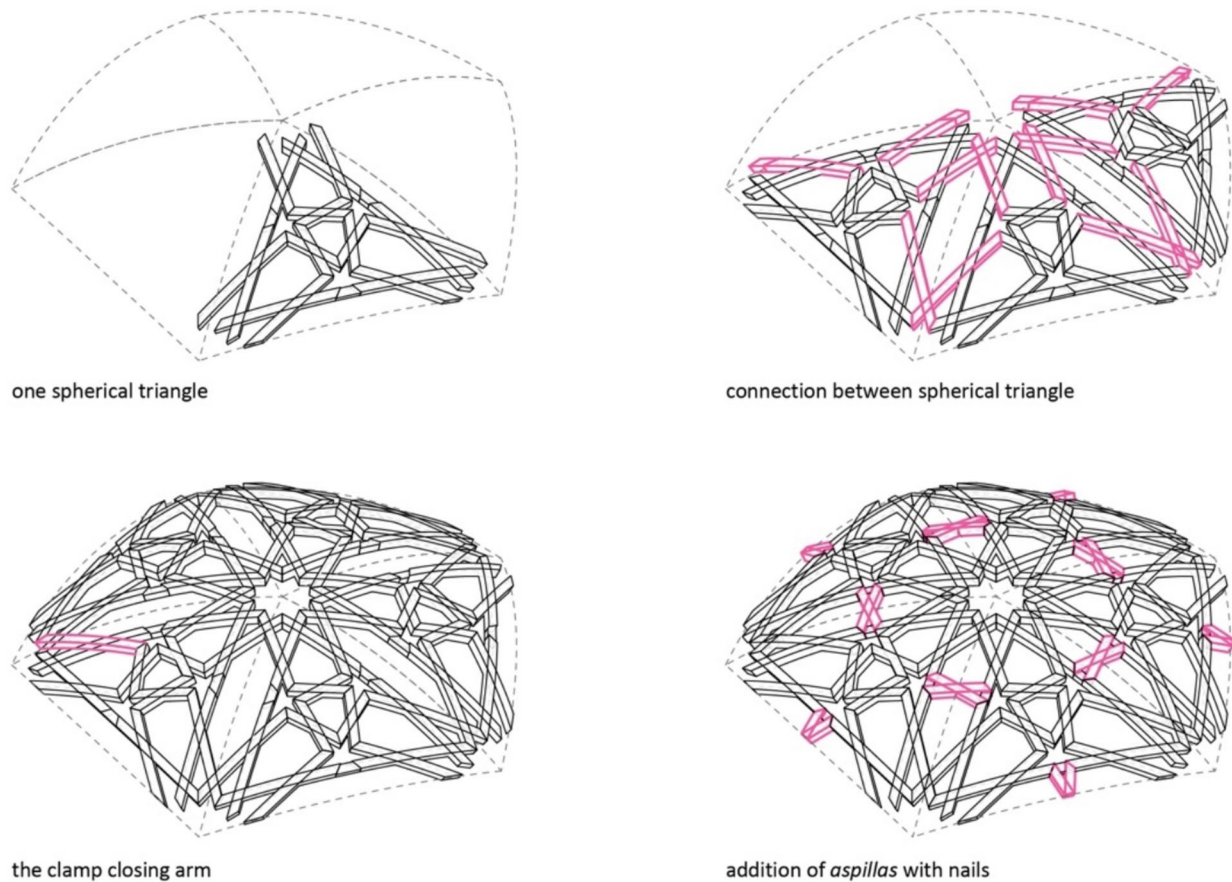 one spherical triangle
connection between spherical triangle
the clamp closing arm
addition of aspillas with nails